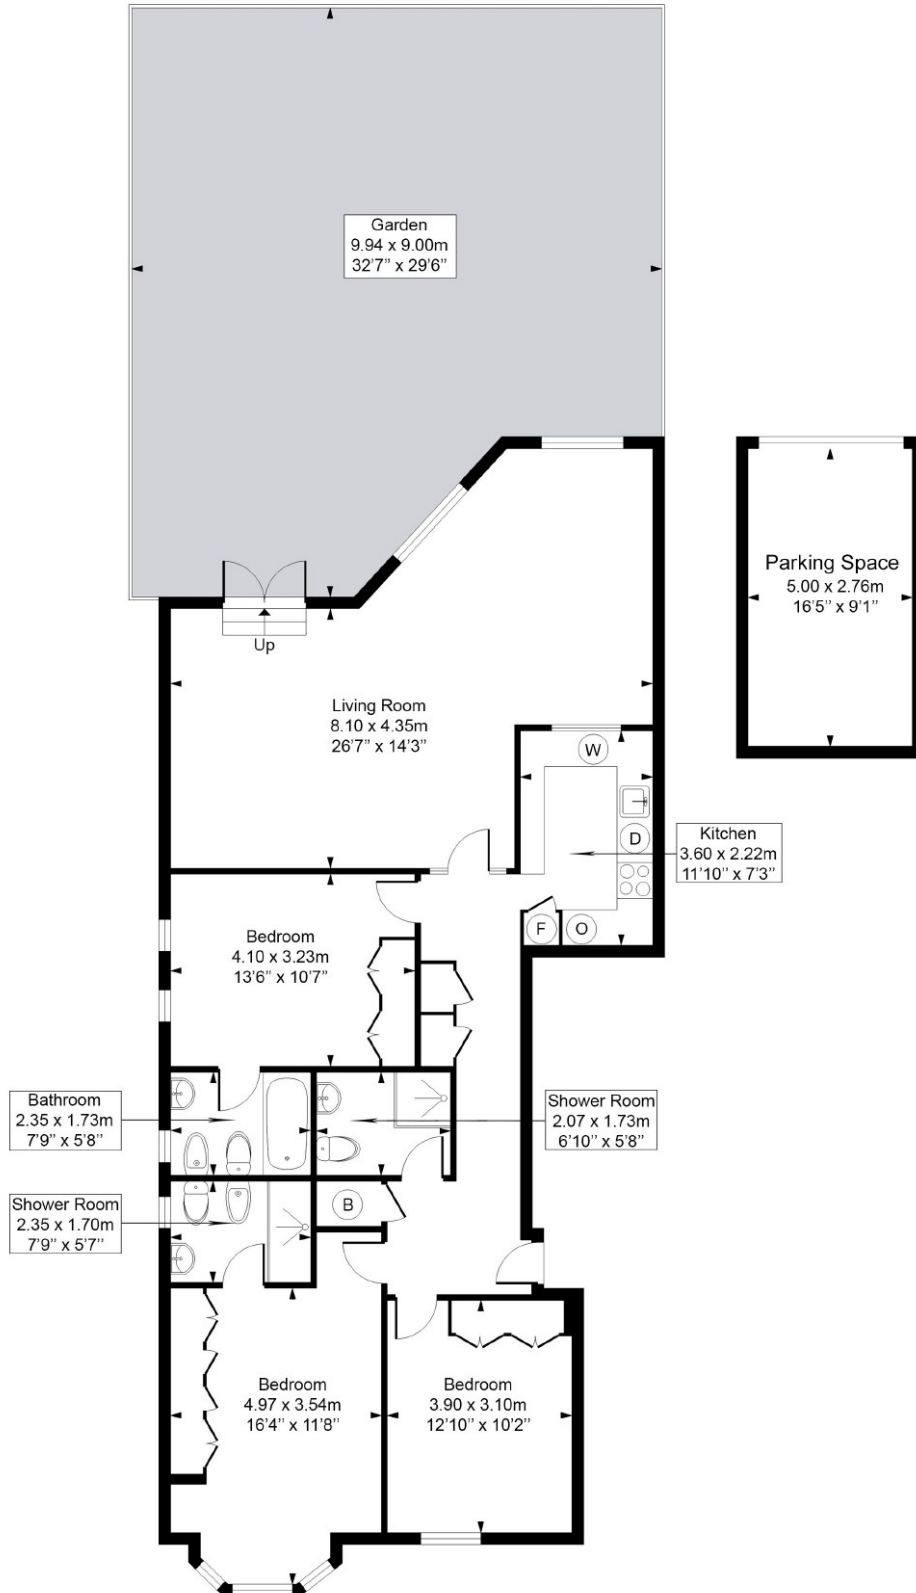 Garden
9.94 x 9.00m
32'7" x 29'6"
Parking Space
5.00 x 2.76m
16'5" x 9'1"
Up
Living Room
8.10 x 4.35m
26'7" x 14'3"
W
D
Kitchen
3.60 x 2.22m
11'10" x 7'3"
F
O
Bedroom
4.10 x 3.23m
13'6" x 10'7"
Bathroom
2.35 x 1.73m
7'9" x 5'8"
Shower Room
2.07 x 1.73m
6'10" x 5'8"
Shower Room
2.35 x 1.70m
7'9" x 5'7"
B
Bedroom
4.97 x 3.54m
16'4" x 11'8"
Bedroom
3.90 x 3.10m
12'10" x 10'2"